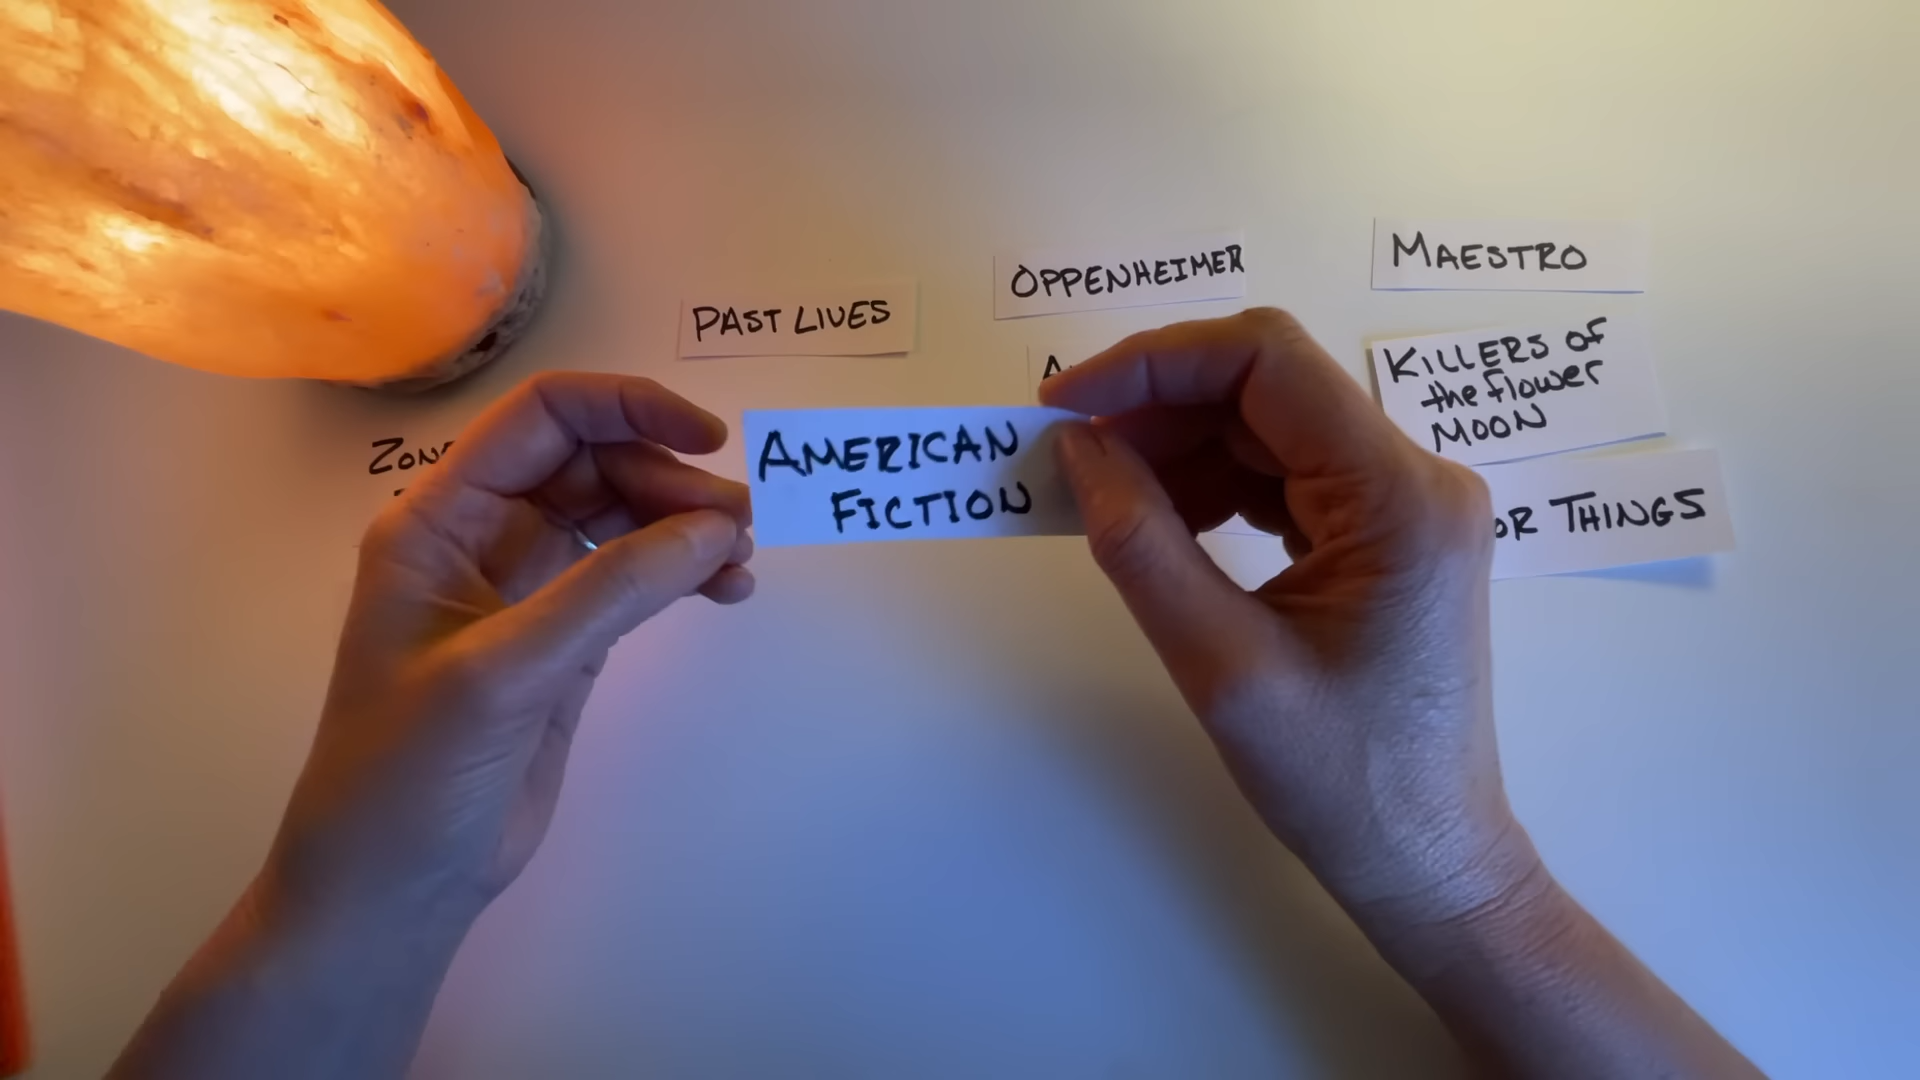 MAESTRO
OPPENHEIMER
PAST LIVES
KILLERS OF
the flower
MOON
AMERICAN
FICTION
THINGS